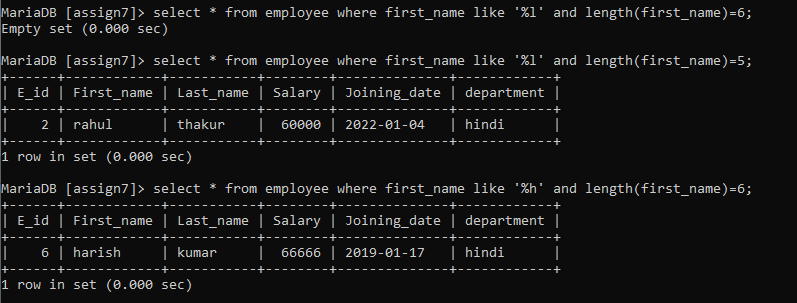 MariaDB [assign7]> select * from employee where first_name like '%l' and length(first_name)=6;
Empty set (0.000 sec)
MariaDB [assign7]> select * from employee where first_name like '%l' and length(first_name)=5;
+------+------------+-----------+--------+--------------+------------+
| E_id | First_name | Last_name | Salary | Joining_date | department |
+------+------------+-----------+--------+--------------+------------+
|    2 | rahul      | thakur    |  60000 | 2022-01-04   | hindi      |
+------+------------+-----------+--------+--------------+------------+
1 row in set (0.000 sec)
MariaDB [assign7]> select * from employee where first_name like '%h' and length(first_name)=6;
+------+------------+-----------+--------+--------------+------------+
| E_id | First_name | Last_name | Salary | Joining_date | department |
+------+------------+-----------+--------+--------------+------------+
|    6 | harish     | kumar     |  66666 | 2019-01-17   | hindi      |
+------+------------+-----------+--------+--------------+------------+
1 row in set (0.000 sec)